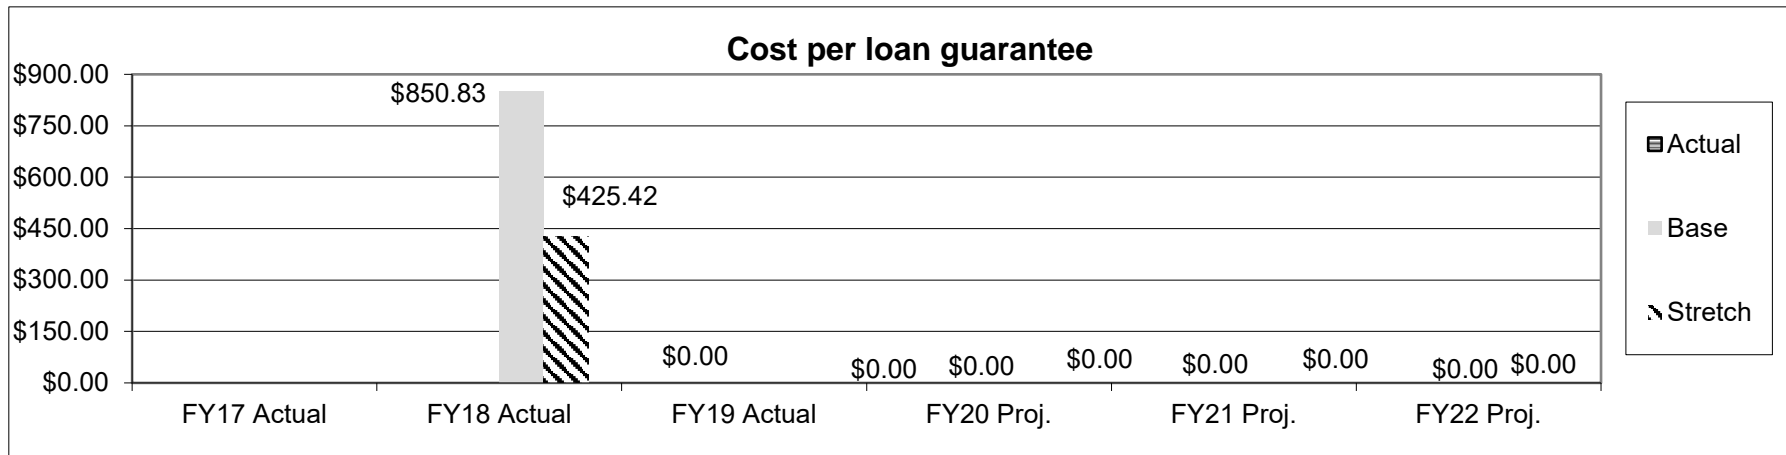 Cost per loan guarantee
$900.00
$750.00
$600.00
$450.00
$300.00
$150.00
$0.00
$850.83
$425.42
$0.00
$0.00
$0.00
$0.00
$0.00
$0.00
$0.00
$0.00
FY17 Actual
FY18 Actual
FY19 Actual
FY20 Proj.
FY21 Proj.
FY22 Proj.
Actual
Base
Stretch